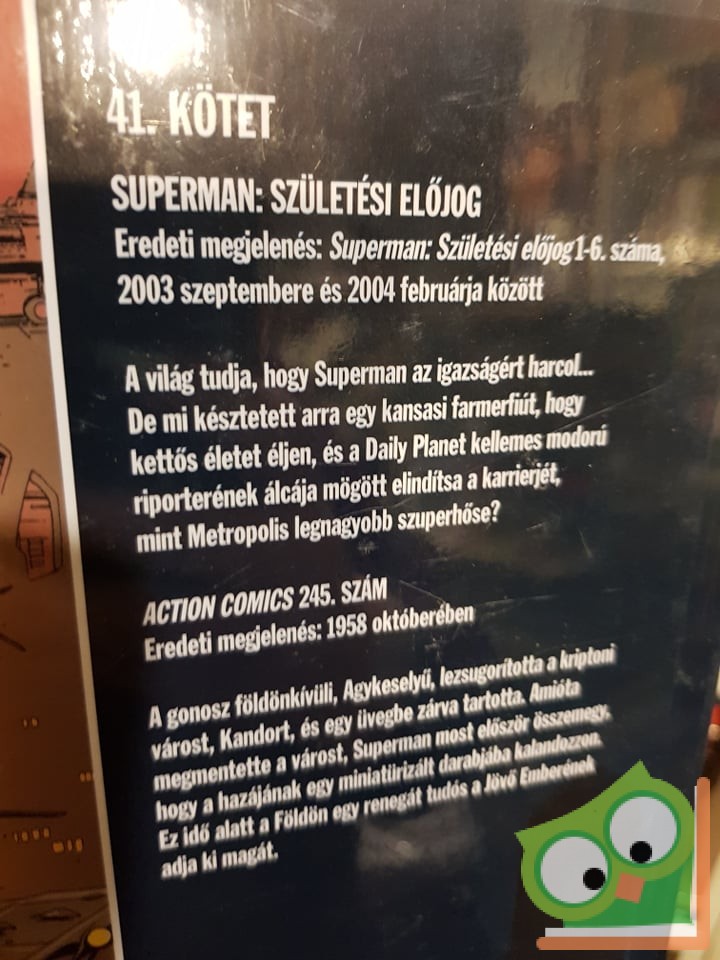 41. KÖTET
SUPERMAN: SZÜLETÉSI ELŐJOG
Eredeti megjelenés: Superman: Születési előjog 1-6. száma,
2003 szeptembere és 2004 februárja között
A világ tudja, hogy Superman az igazságért harcol...
De mi késztetett arra egy kansasi farmerfiút, hogy
kettős életet éljen, és a Daily Planet kellemes modorú
riporterének álcája mögött elindítsa a karrierjét,
mint Metropolis legnagyobb szuperhőse?
ACTION COMICS 245. SZÁM
Eredeti megjelenés: 1958 októberében
A gonosz földönkívüli, Agykeselyű, lezsugorította a kriptoni
várost, Kandort, és egy üvegbe zárva tartotta. Amióta
megmentette a várost, Superman most először összemegy,
hogy a hazájának egy miniatürizált darabjába kalandozzon.
Ez idő alatt a Földön egy renegát tudós a Jövő Emberének
adja ki magát.